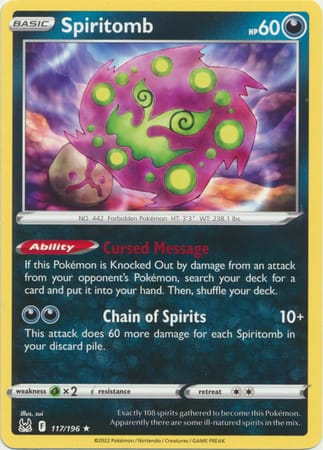 BASIC Spiritomb HP60
NO. 442 Forbidden Pokémon HT: 3'3" WT: 238.1 lbs.
Ability Cursed Message
If this Pokémon is Knocked Out by damage from an attack
from your opponent's Pokémon, search your deck for a
card and put it into your hand. Then, shuffle your deck.
Chain of Spirits 10+
This attack does 60 more damage for each Spiritomb in
your discard pile.
weakness ×2 resistance retreat
Illus. sui
Exactly 108 spirits gathered to become this Pokémon.
Apparently there are some ill-natured spirits in the mix.
F 117/196 ★
©2022 Pokémon / Nintendo / Creatures / GAME FREAK